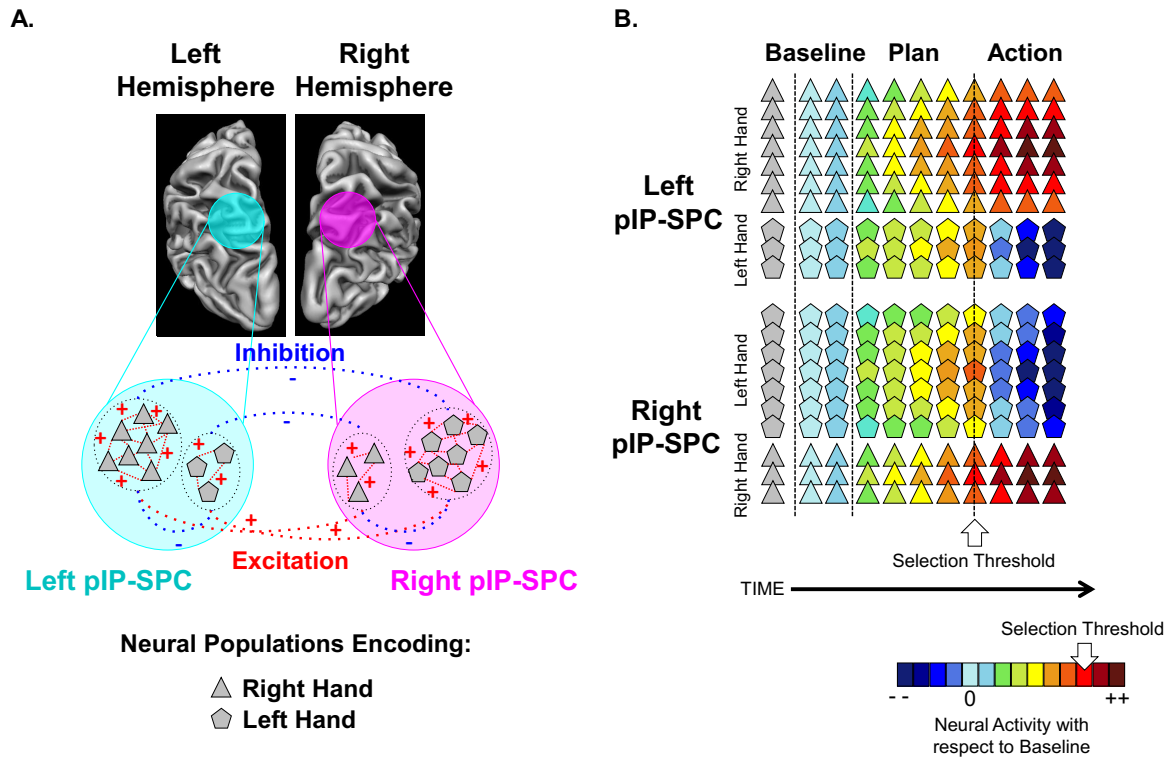 A.
Left
Hemisphere
Right
Hemisphere
Inhibition
-
-
+ + + + + + +
+ +
+ +
+ + + +
+
+
-
-
Excitation
Left pIP-SPC
Right pIP-SPC
Neural Populations Encoding:
Right Hand
Left Hand
B.
Baseline
Plan
Action
Left
pIP-SPC
Right Hand
Left Hand
Right
pIP-SPC
Left Hand
Right Hand
Selection Threshold
TIME
Selection Threshold
- -
0
++
Neural Activity with
respect to Baseline